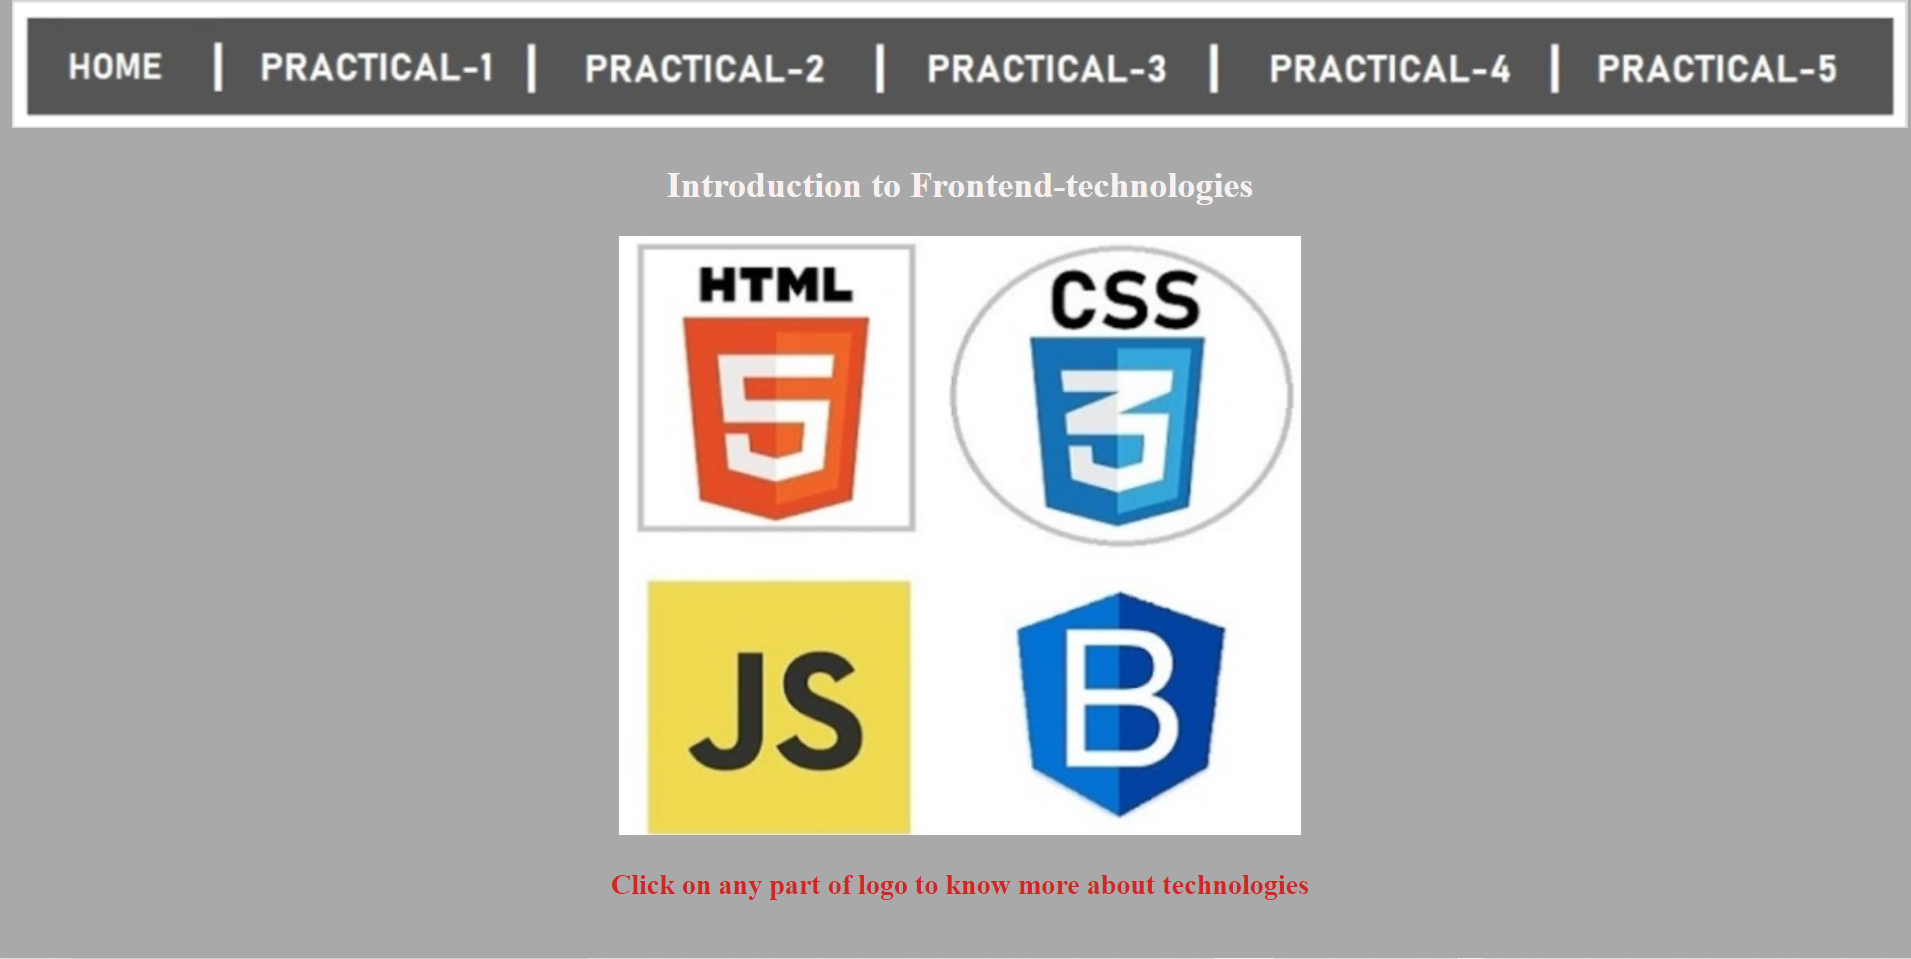 HOME | PRACTICAL-1 | PRACTICAL-2 | PRACTICAL-3 | PRACTICAL-4 | PRACTICAL-5
Introduction to Frontend-technologies
HTML
5
CSS
3
JS
B
Click on any part of logo to know more about technologies